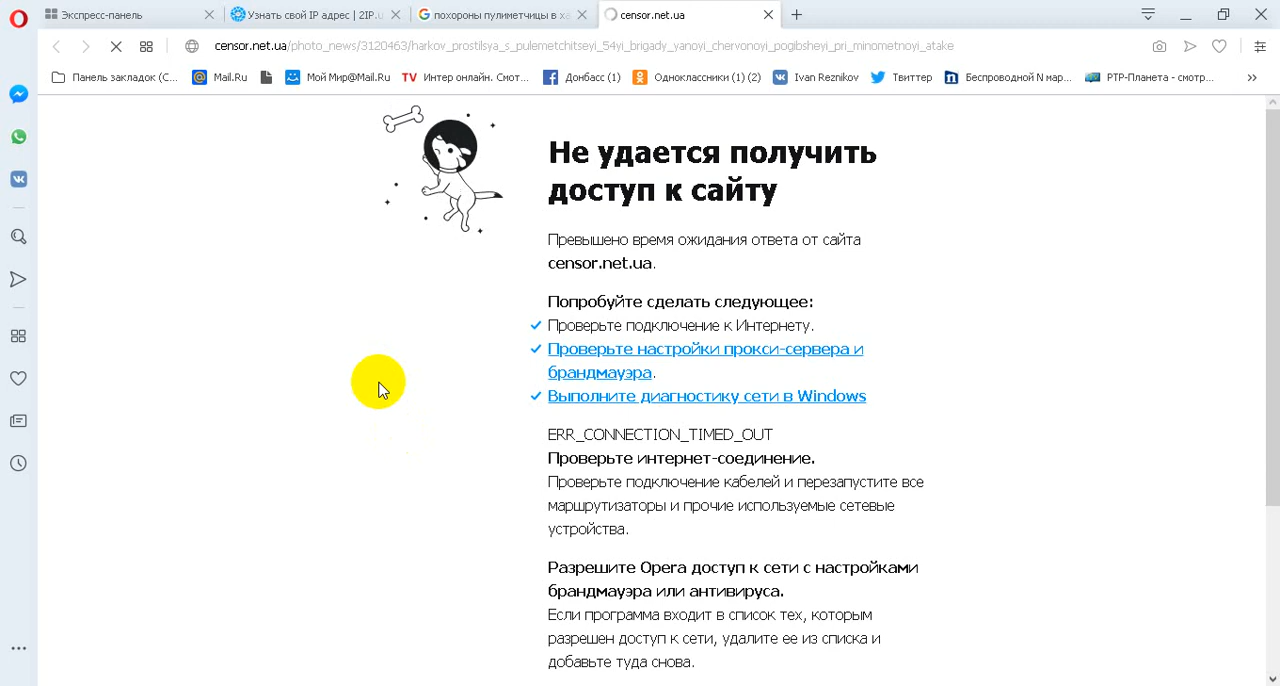 Экспресс-панель
Узнать свой IP адрес | 2IP.u
похороны пулиметчицы в ха
censor.net.ua
censor.net.ua/photo_news/3120463/harkov_prostilsya_s_pulemetchitseyi_54yi_brigady_yanoyi_chervonoyi_pogibsheyi_pri_minometnoyi_atake
Панель закладок (С...
Mail.Ru
Мой Мир@Mail.Ru
TV Интер онлайн. Смот...
Донбасс (1)
Одноклассники (1) (2)
Ivan Reznikov
Твиттер
Беспроводной N мар...
РТР-Планета - смотр...
Не удается получить
доступ к сайту
Превышено время ожидания ответа от сайта
censor.net.ua.
Попробуйте сделать следующее:
Проверьте подключение к Интернету.
Проверьте настройки прокси-сервера и
брандмауэра.
Выполните диагностику сети в Windows
ERR_CONNECTION_TIMED_OUT
Проверьте интернет-соединение.
Проверьте подключение кабелей и перезапустите все
маршрутизаторы и прочие используемые сетевые
устройства.
Разрешите Opera доступ к сети с настройками
брандмауэра или антивируса.
Если программа входит в список тех, которым
разрешен доступ к сети, удалите ее из списка и
добавьте туда снова.